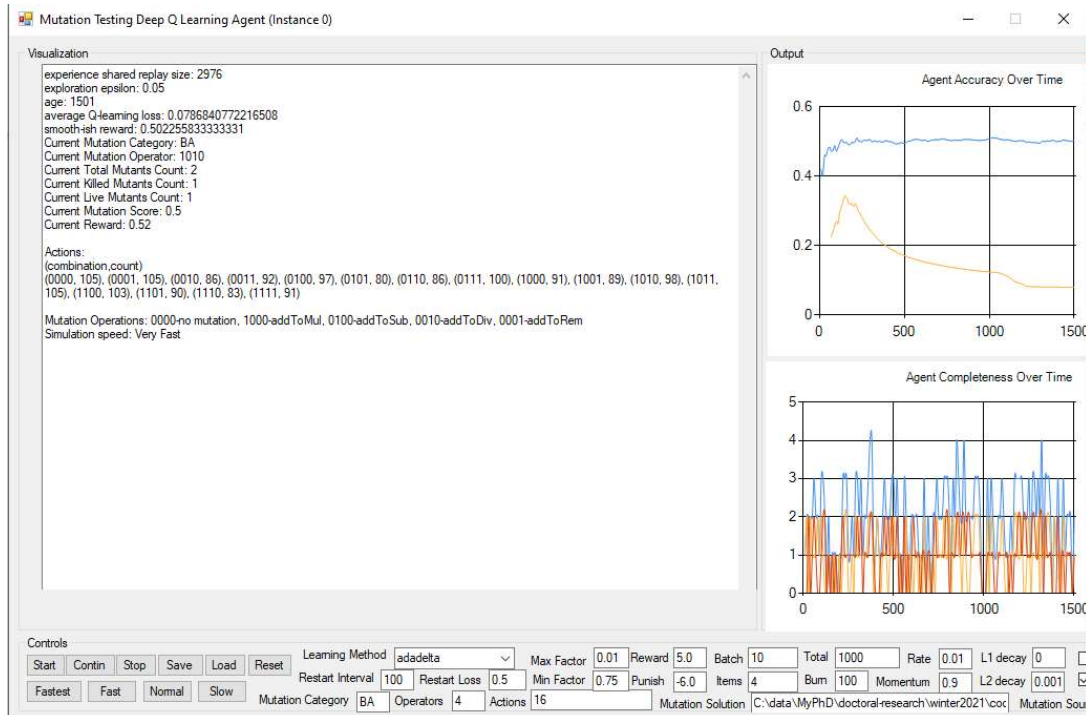 Mutation Testing Deep Q Learning Agent (Instance 0)
Visualization
experience shared replay size: 2976
exploration epsilon: 0.05
age: 1501
average Q-learning loss: 0.0786840772216508
smooth-ish reward: 0.502255833333331
Current Mutation Category: BA
Current Mutation Operator: 1010
Current Total Mutants Count: 2
Current Killed Mutants Count: 1
Current Live Mutants Count: 1
Current Mutation Score: 0.5
Current Reward: 0.52
Actions:
(combination,count)
(0000, 105), (0001, 105), (0010, 86), (0011, 92), (0100, 97), (0101, 80), (0110, 86), (0111, 100), (1000, 91), (1001, 89), (1010, 98), (1011,
105), (1100, 103), (1101, 90), (1110, 83), (1111, 91)
Mutation Operations: 0000-no mutation, 1000-addToMul, 0100-addToSub, 0010-addToDiv, 0001-addToRem
Simulation speed: Very Fast
Output
Agent Accuracy Over Time
0.6
0.4
0.2
0
0 500 1000 1500
Agent Completeness Over Time
5
4
3
2
1
0
0 500 1000 1500
Controls
Start Contin Stop Save Load Reset Learning Method adadelta Max Factor 0.01 Reward 5.0 Batch 10 Total 1000 Rate 0.01 L1 decay 0
Restart Interval 100 Restart Loss 0.5 Min Factor 0.75 Punish -6.0 Items 4 Burn 100 Momentum 0.9 L2 decay 0.001
Fastest Fast Normal Slow
Mutation Category BA Operators 4 Actions 16 Mutation Solution C:\data\MyPhD\doctoral-research\winter2021\coc Mutation Sou